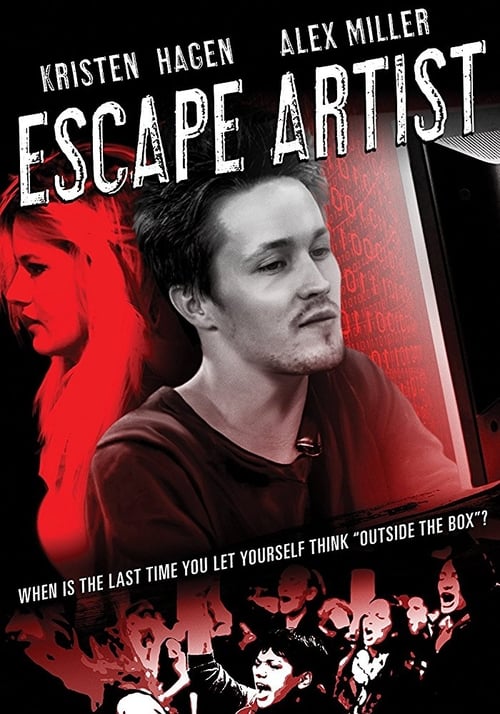 KRISTEN HAGEN ALEX MILLER
ESCAPE ARTIST
WHEN IS THE LAST TIME YOU LET YOURSELF THINK "OUTSIDE THE BOX"?